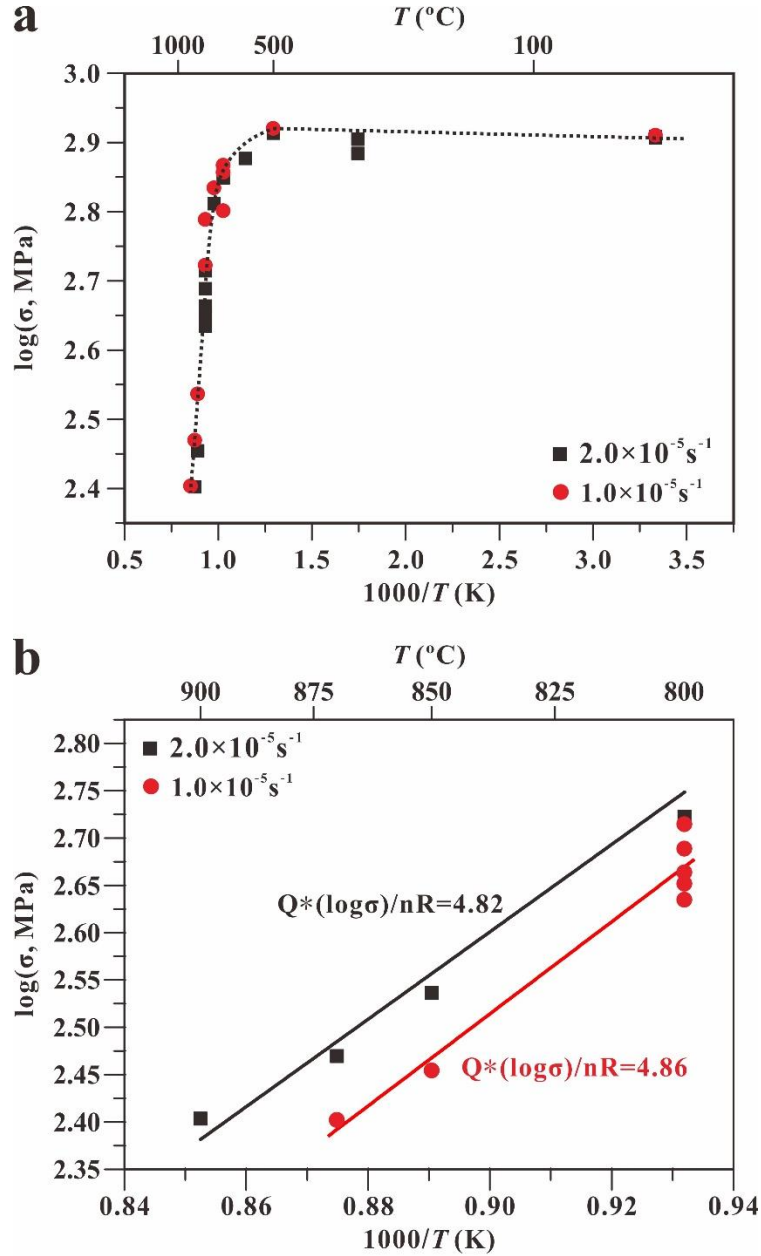 a
T (ºC)
1000 500 100
3.0
2.9
2.8
2.7
2.6
2.5
2.4
log(σ, MPa)
2.0×10⁻⁵s⁻¹
1.0×10⁻⁵s⁻¹
0.5 1.0 1.5 2.0 2.5 3.0 3.5
1000/T (K)
b
T (ºC)
900 875 850 825 800
2.80
2.75
2.70
2.65
2.60
2.55
2.50
2.45
2.40
2.35
log(σ, MPa)
2.0×10⁻⁵s⁻¹
1.0×10⁻⁵s⁻¹
Q*(logσ)/nR=4.82
Q*(logσ)/nR=4.86
0.84 0.86 0.88 0.90 0.92 0.94
1000/T (K)